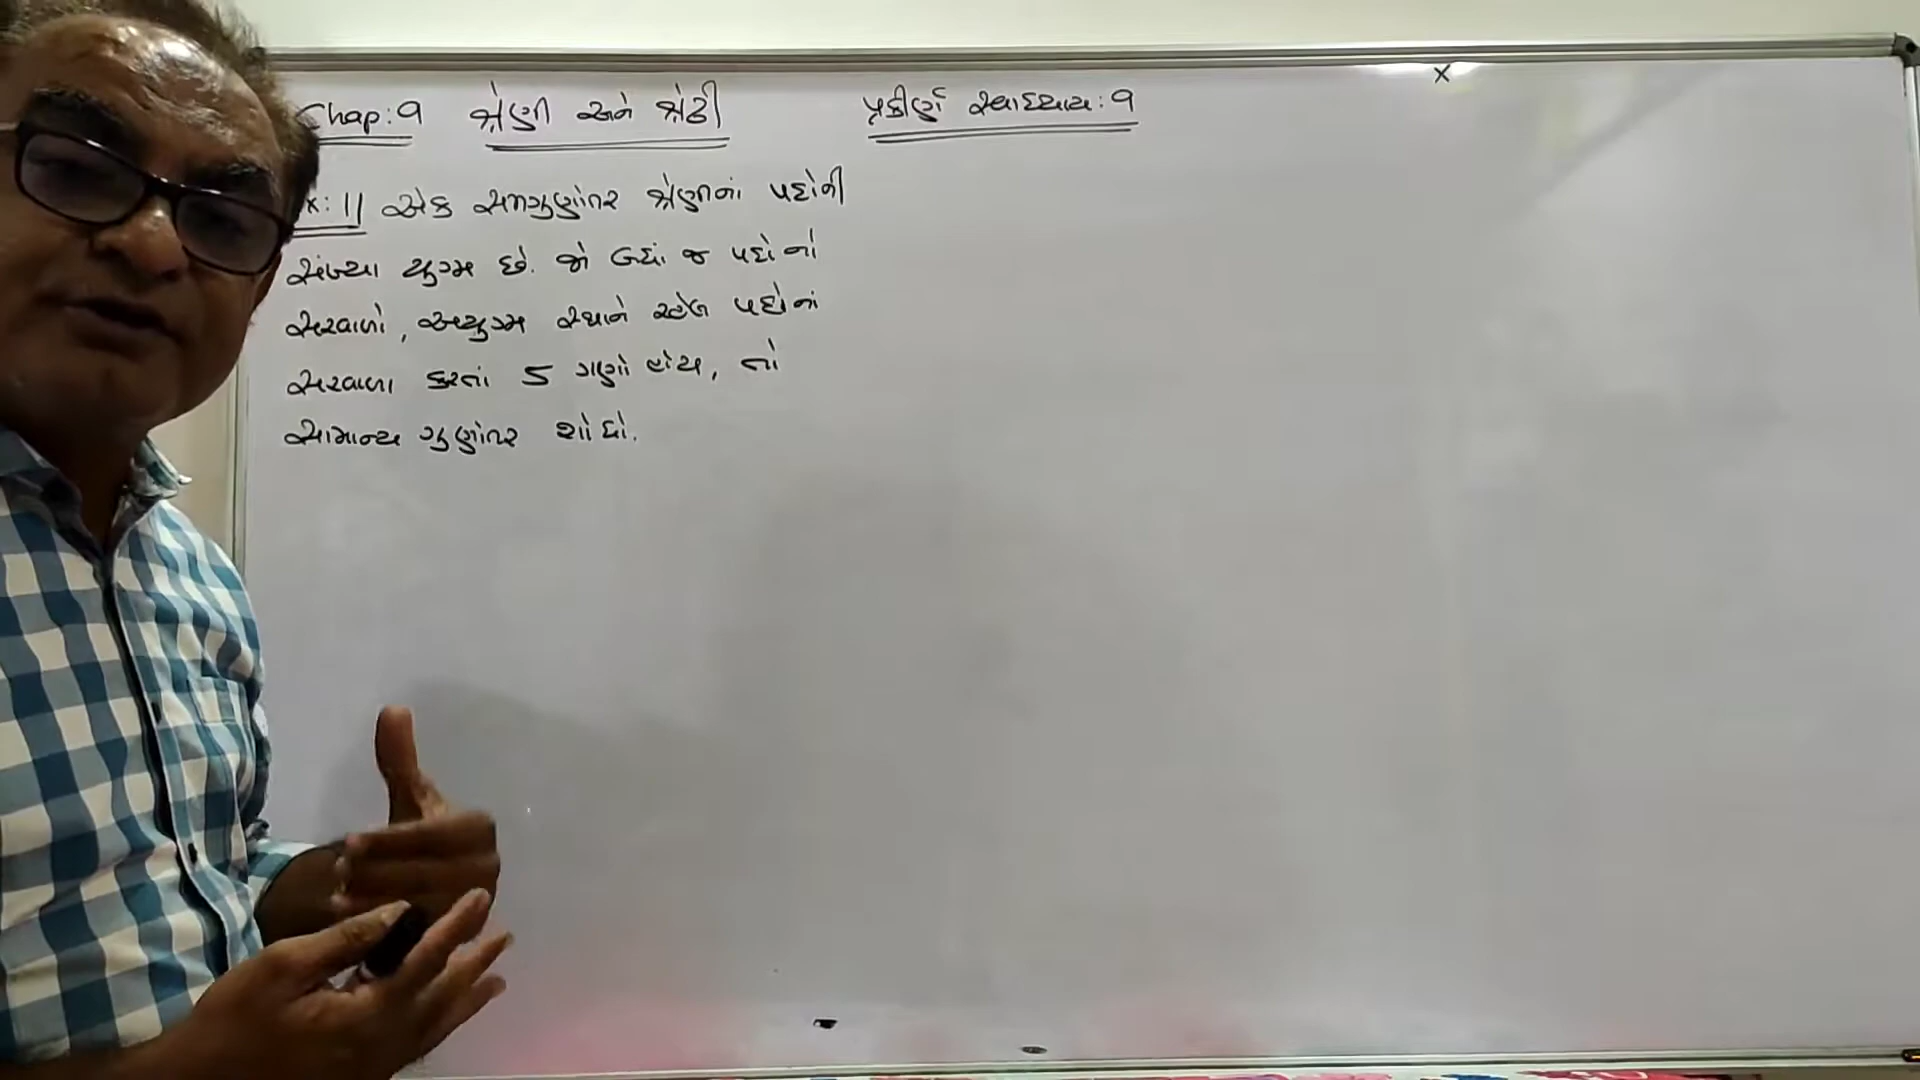 Chap: 9 શ્રેણી અને શ્રેઢી પ્રકીર્ણ સ્વાધ્યાય: 9
x: 11 એક સમગુણોત્તર શ્રેણીનાં પદોની
સંખ્યા યુગ્મ છે. જો બધાં જ પદોનો
સરવાળો, અયુગ્મ સ્થાને રહેલ પદોનાં
સરવાળા કરતાં 5 ગણો હોય, તો
સામાન્ય ગુણોત્તર શોધો.
x